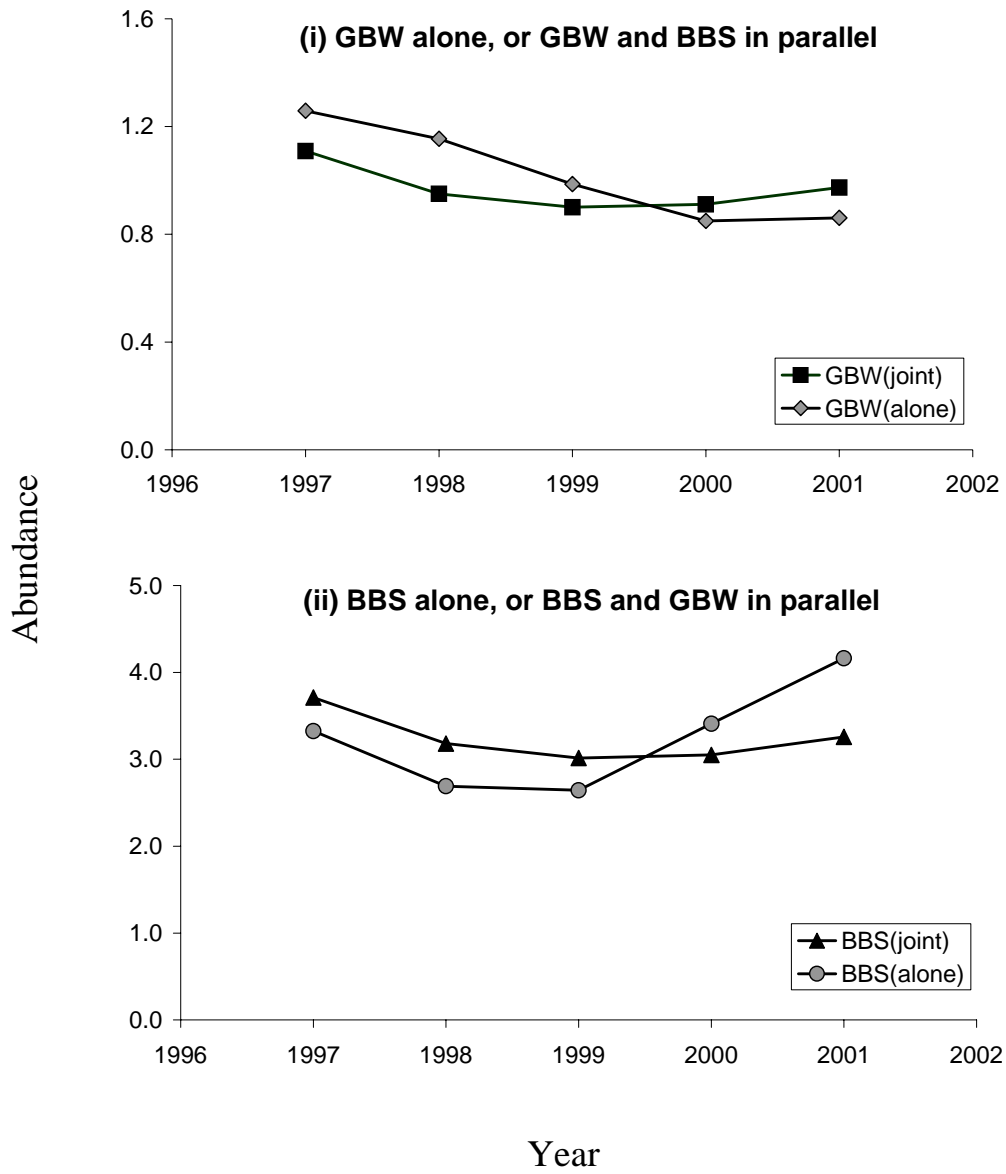 (i) GBW alone, or GBW and BBS in parallel
1.6
1.2
0.8
0.4
0.0
GBW(joint)
GBW(alone)
1996 1997 1998 1999 2000 2001 2002
Abundance
(ii) BBS alone, or BBS and GBW in parallel
5.0
4.0
3.0
2.0
1.0
0.0
BBS(joint)
BBS(alone)
1996 1997 1998 1999 2000 2001 2002
Year